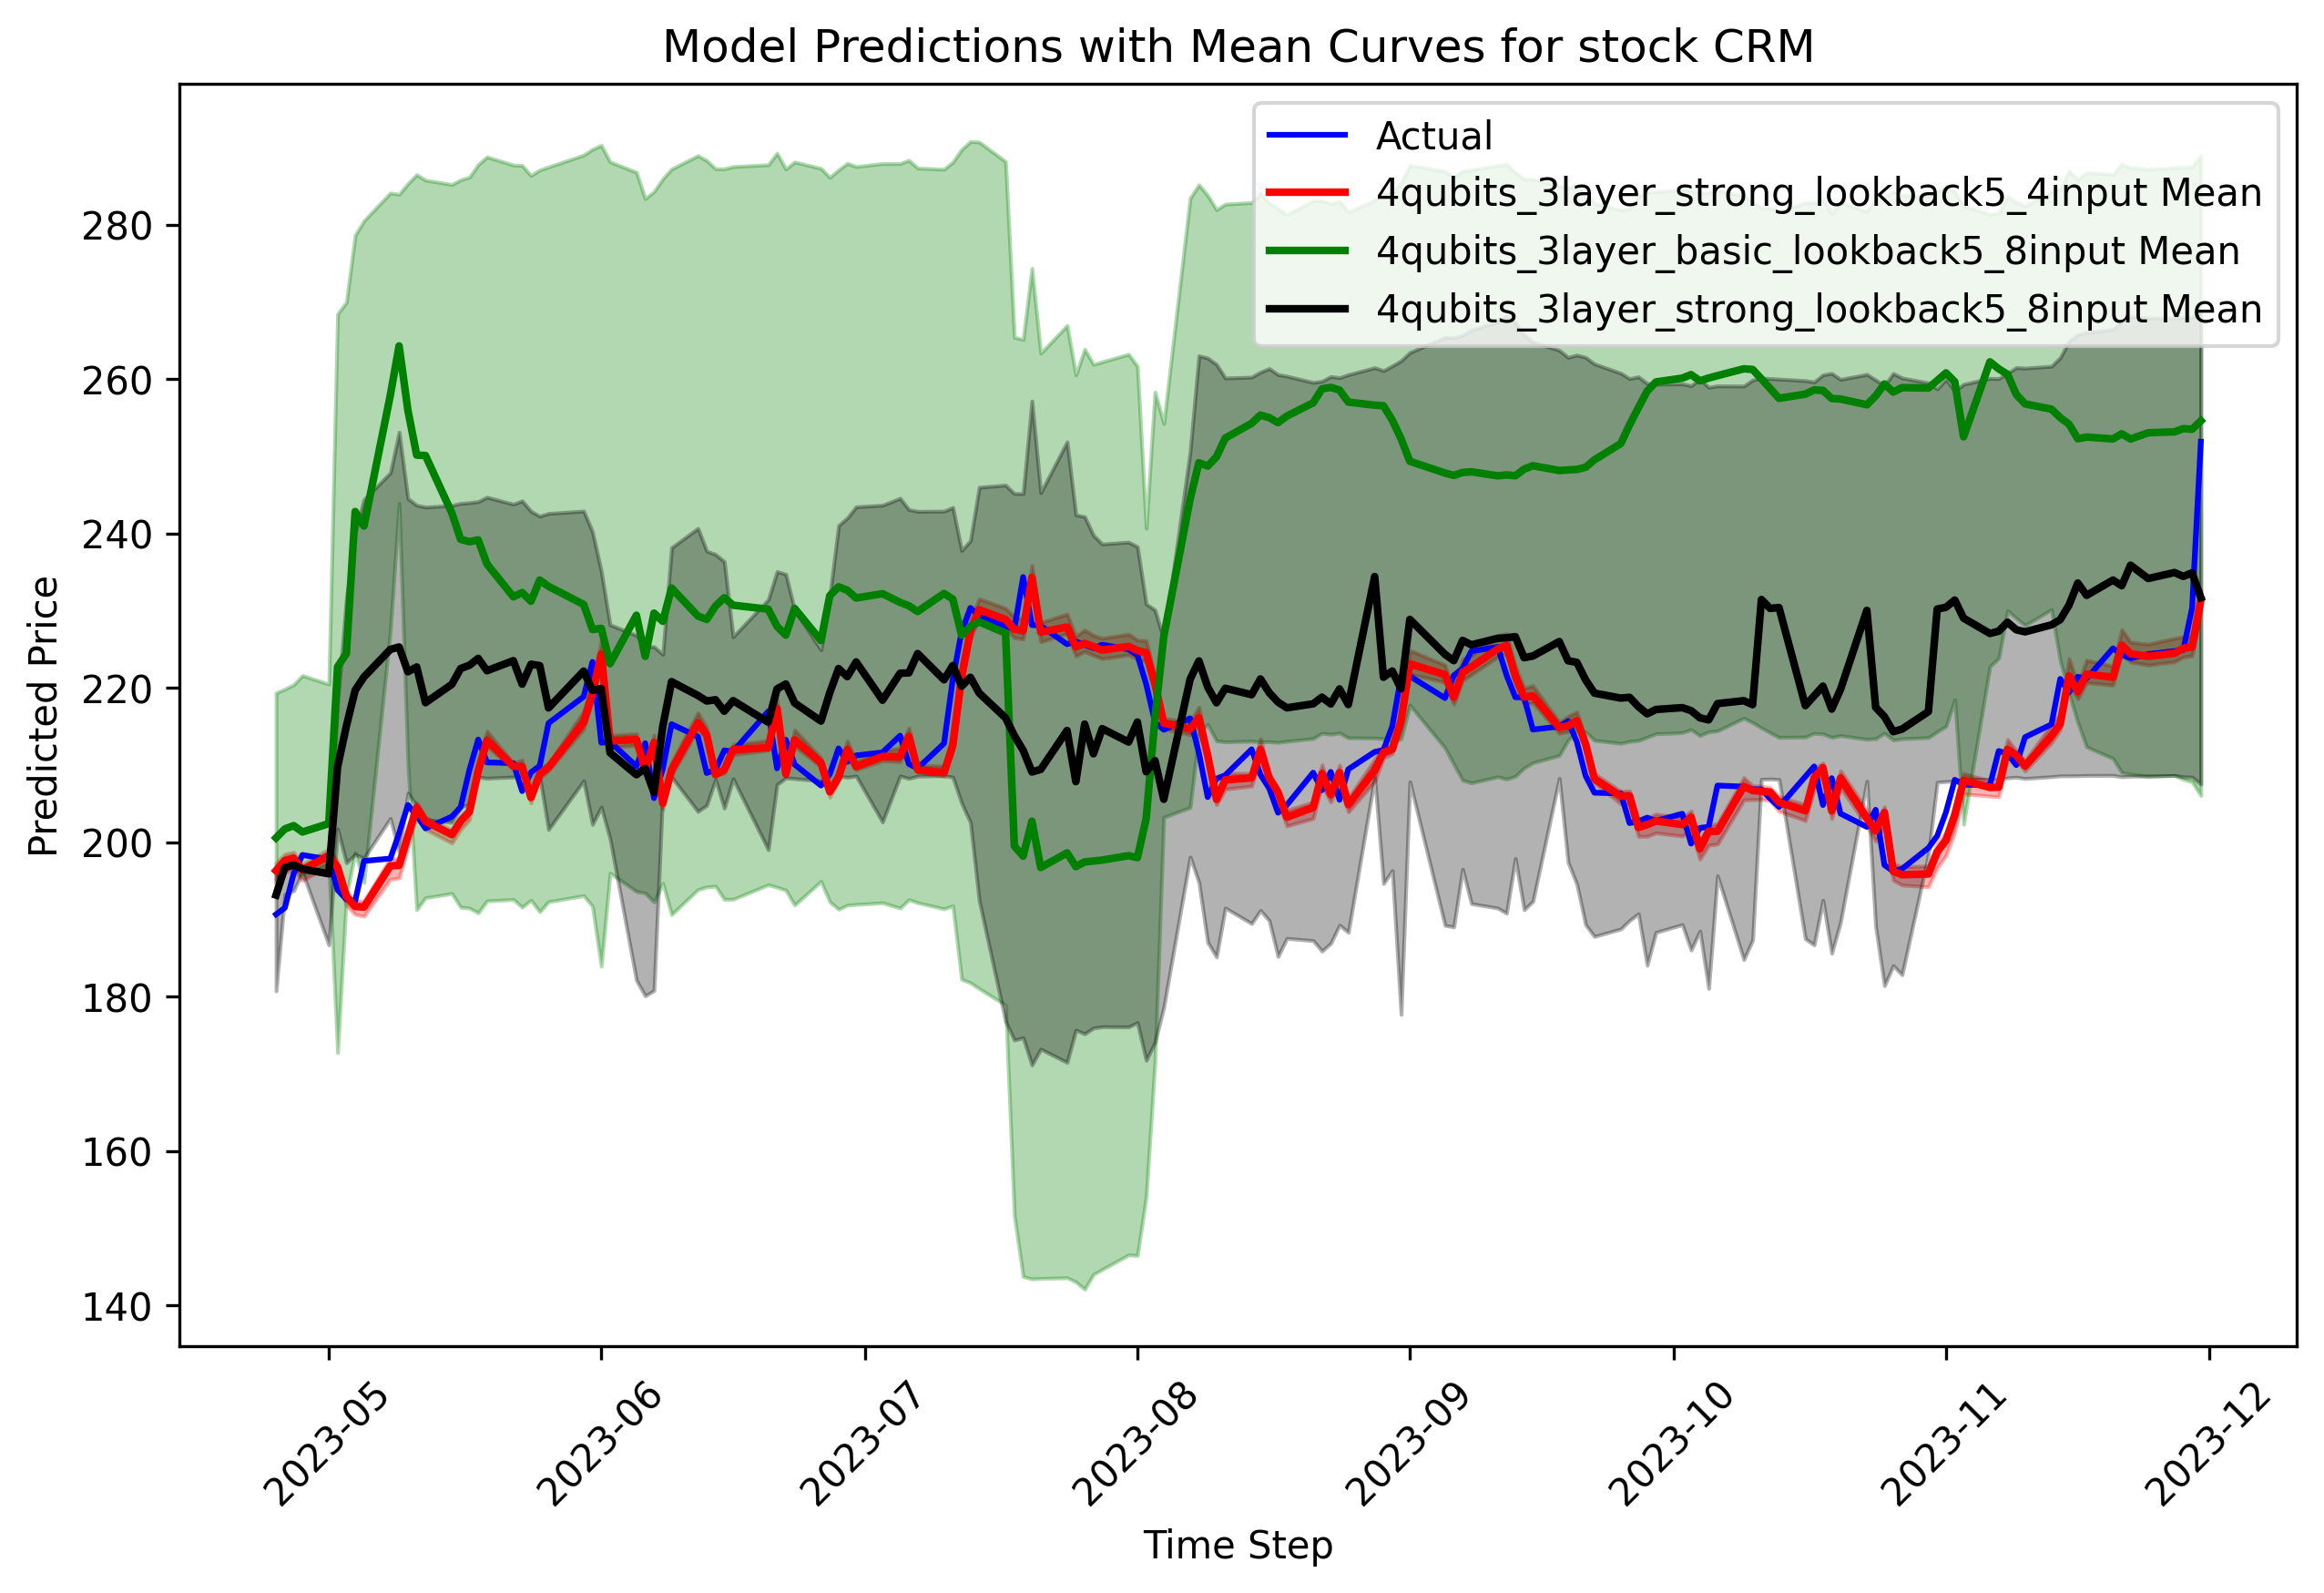 Model Predictions with Mean Curves for stock CRM
Actual
4qubits_3layer_strong_lookback5_4input Mean
4qubits_3layer_basic_lookback5_8input Mean
4qubits_3layer_strong_lookback5_8input Mean
Predicted Price
280
260
240
220
200
180
160
140
2023-05
2023-06
2023-07
2023-08
2023-09
2023-10
2023-11
2023-12
Time Step